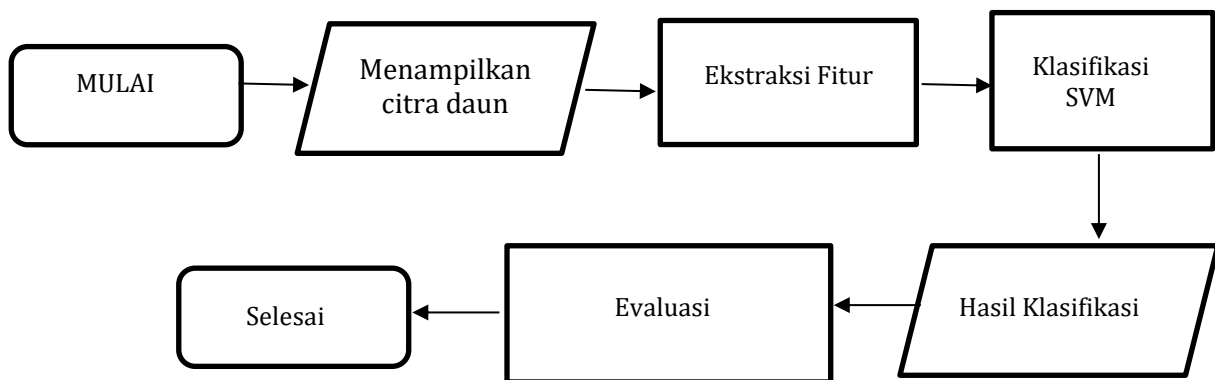 MULAI
Menampilkan
citra daun
Ekstraksi Fitur
Klasifikasi
SVM
Hasil Klasifikasi
Evaluasi
Selesai